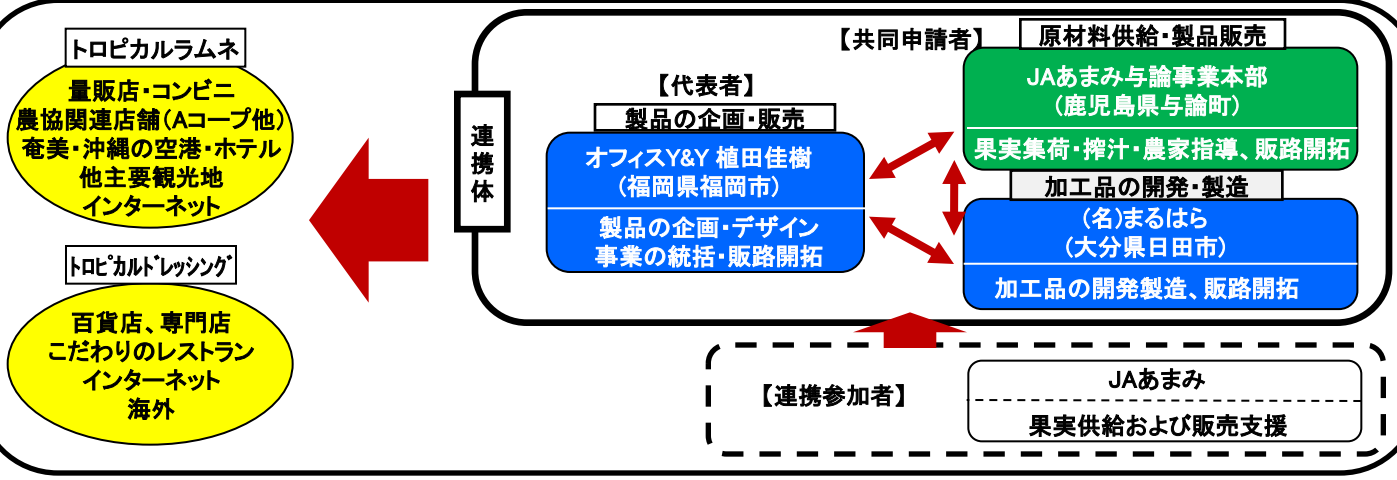 トロピカルラムネ
量販店・コンビニ
農協関連店舗(Aコープ他)
奄美・沖縄の空港・ホテル
他主要観光地
インターネット
トロピカルドレッシング
百貨店、専門店
こだわりのレストラン
インターネット
海外
連携体
【代表者】
製品の企画・販売
オフィスY&Y 植田佳樹
(福岡県福岡市)
製品の企画・デザイン
事業の統括・販路開拓
【共同申請者】
原材料供給・製品販売
JAあまみ与論事業本部
(鹿児島県与論町)
果実集荷・搾汁・農家指導、販路開拓
加工品の開発・製造
(名)まるはら
(大分県日田市)
加工品の開発製造、販路開拓
【連携参加者】
JAあまみ
果実供給および販売支援